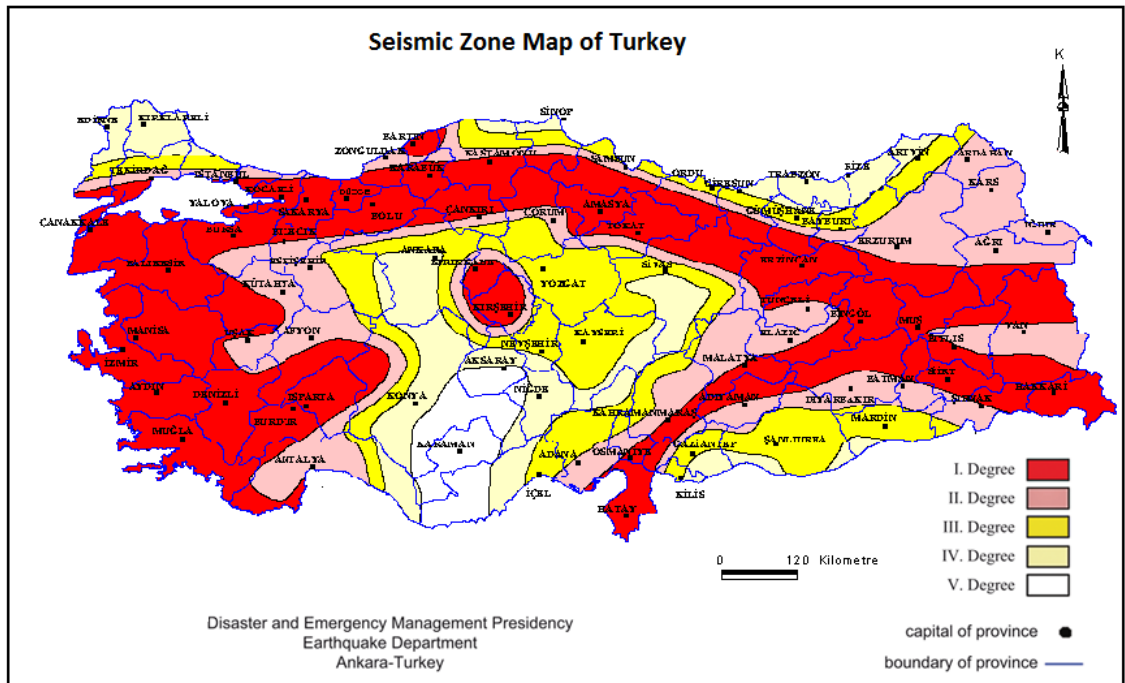 Seismic Zone Map of Turkey
K
SİNOP
EDİRNE
KIRKLARELİ
BARTIN
ZONGULDAK
KASTAMONU
SAMSUN
ARTVİN
ARDAHAN
TEKİRDAĞ
İSTANBUL
KARABÜK
ORDU
GİRESUN
TRABZON
RİZE
KARS
KOCAELİ
DÜZCE
YALOVA
SAKARYA
BOLU
ÇANKIRI
ÇORUM
AMASYA
GÜMÜŞHANE
BAYBURT
ÇANAKKALE
BURSA
BİLECİK
TOKAT
ERZURUM
AĞRI
IĞDIR
ANKARA
BALIKESİR
ESKİŞEHİR
KIRIKKALE
SİVAS
ERZİNCAN
KÜTAHYA
YOZGAT
KIRŞEHİR
TUNCELİ
BİNGÖL
MUŞ
VAN
MANİSA
UŞAK
AFYON
KAYSERİ
ELAZIĞ
BİTLİS
İZMİR
NEVŞEHİR
AKSARAY
MALATYA
SİİRT
AYDIN
DENİZLİ
ISPARTA
KONYA
NİĞDE
ADIYAMAN
DİYARBAKIR
BATMAN
ŞIRNAK
HAKKARİ
BURDUR
KAHRAMANMARAŞ
MARDİN
MUĞLA
KARAMAN
ADANA
OSMANİYE
GAZİANTEP
ŞANLIURFA
ANTALYA
İÇEL
KİLİS
HATAY
I. Degree
II. Degree
III. Degree
IV. Degree
V. Degree
0 120 Kilometre
Disaster and Emergency Management Presidency
Earthquake Department
Ankara-Turkey
capital of province
boundary of province